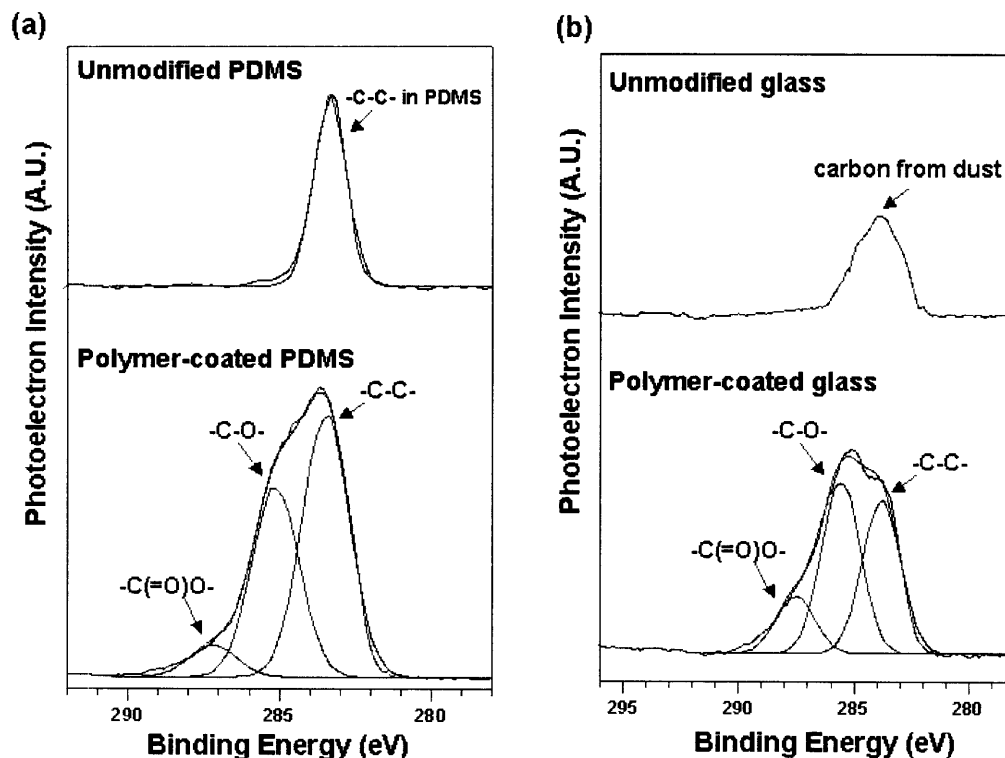 (a)
Unmodified PDMS
-C-C- in PDMS
Polymer-coated PDMS
-C-C-
-C-O-
-C(=O)O-
Photoelectron Intensity (A.U.)
290
285
280
Binding Energy (eV)
(b)
Unmodified glass
carbon from dust
Polymer-coated glass
-C-O-
-C-C-
-C(=O)O-
Photoelectron Intensity (A.U.)
295
290
285
280
Binding Energy (eV)